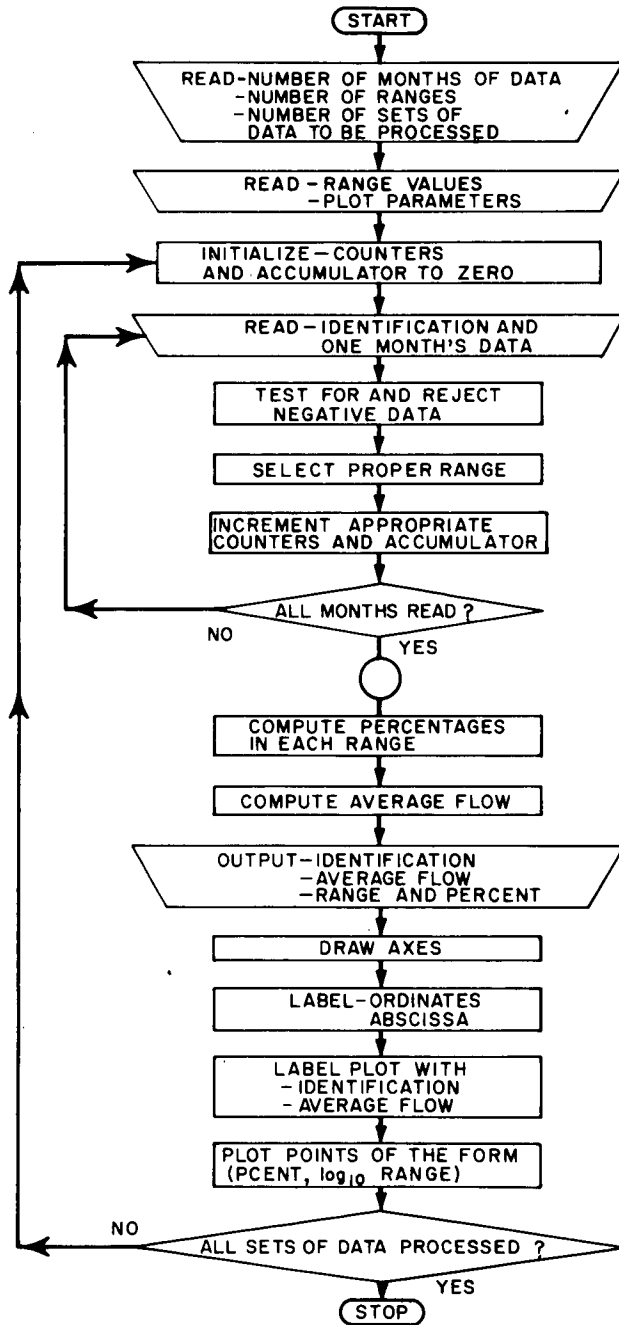 START
READ-NUMBER OF MONTHS OF DATA
-NUMBER OF RANGES
-NUMBER OF SETS OF
DATA TO BE PROCESSED
READ-RANGE VALUES
-PLOT PARAMETERS
INITIALIZE-COUNTERS
AND ACCUMULATOR TO ZERO
READ-IDENTIFICATION AND
ONE MONTH'S DATA
TEST FOR AND REJECT
NEGATIVE DATA
SELECT PROPER RANGE
INCREMENT APPROPRIATE
COUNTERS AND ACCUMULATOR
ALL MONTHS READ ?
NO
YES
COMPUTE PERCENTAGES
IN EACH RANGE
COMPUTE AVERAGE FLOW
OUTPUT-IDENTIFICATION
-AVERAGE FLOW
-RANGE AND PERCENT
DRAW AXES
LABEL-ORDINATES
ABSCISSA
LABEL PLOT WITH
-IDENTIFICATION
-AVERAGE FLOW
PLOT POINTS OF THE FORM
(PCENT, log₁₀ RANGE)
NO
ALL SETS OF DATA PROCESSED ?
YES
STOP